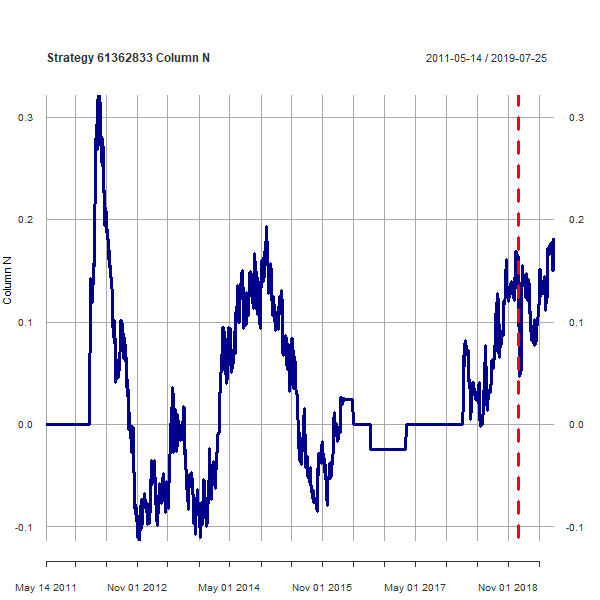 Strategy 61362833 Column N 2011-05-14 / 2019-07-25
0.3 0.3
0.2 0.2
Column N
0.1 0.1
0.0 0.0
-0.1 -0.1
May 14 2011 Nov 01 2012 May 01 2014 Nov 01 2015 May 01 2017 Nov 01 2018